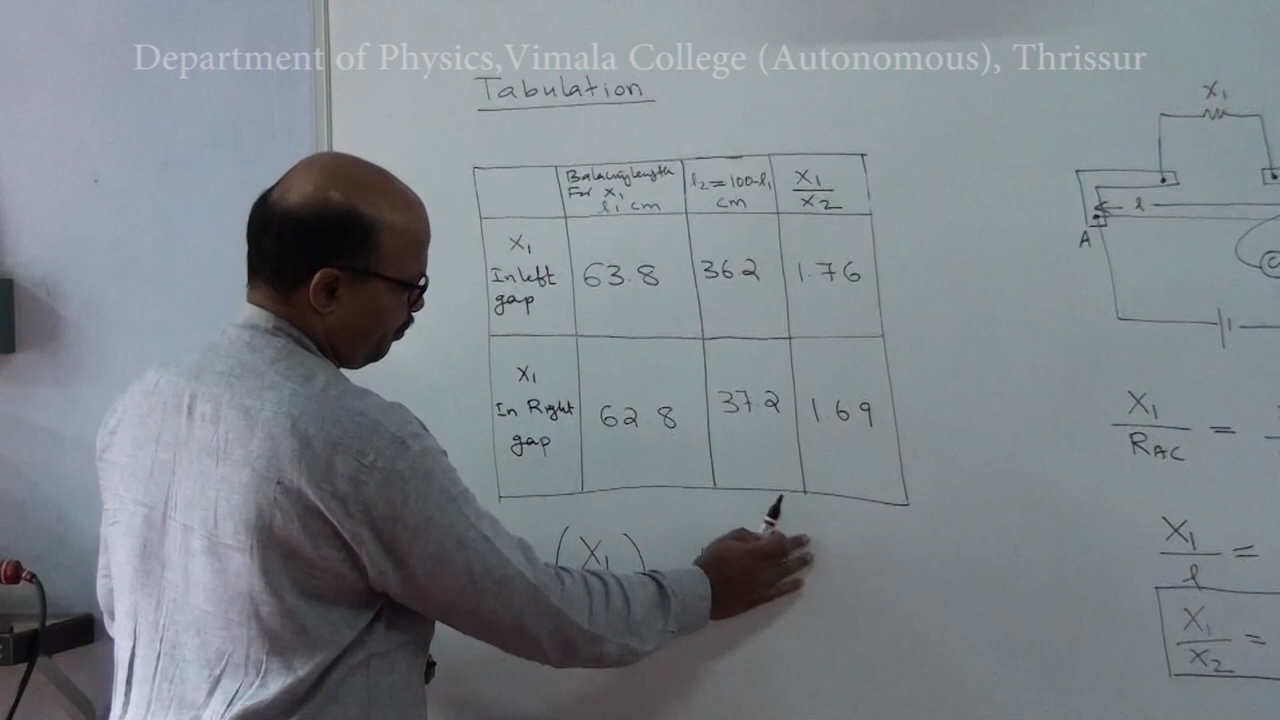 Department of Physics,Vimala College (Autonomous), Thrissur
Tabulation
Balancing length
For X1
l1 cm
l2 = 100-l1
cm
X1
X2
X1
In left
gap
63.8
36.2
1.76
X1
In Right
gap
62.8
37.2
1.69
(X1)
X1
l
A
X1
RAC
=
X1
l
=
X1
X2
=